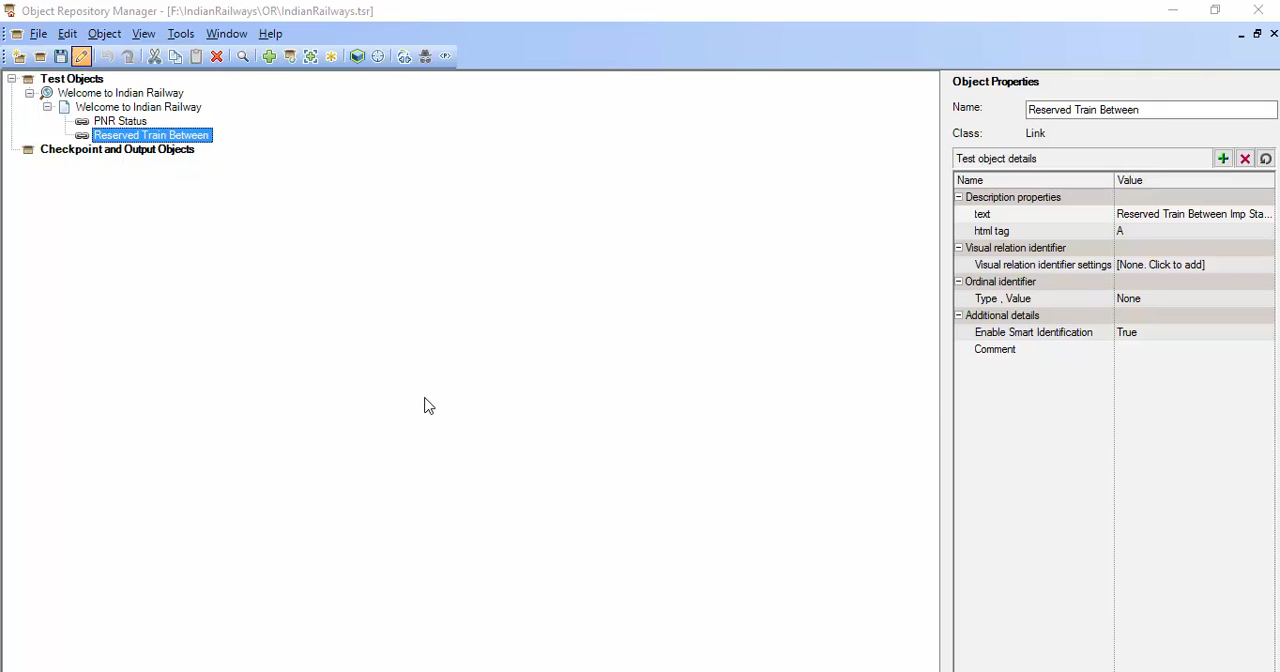 Object Repository Manager - [F:\IndianRailways\OR\IndianRailways.tsr]
File Edit Object View Tools Window Help
Test Objects
Welcome to Indian Railway
Welcome to Indian Railway
PNR Status
Reserved Train Between
Checkpoint and Output Objects
Object Properties
Name: Reserved Train Between
Class: Link
Test object details
Name Value
Description properties
text Reserved Train Between Imp Sta...
html tag A
Visual relation identifier
Visual relation identifier settings [None. Click to add]
Ordinal identifier
Type , Value None
Additional details
Enable Smart Identification True
Comment